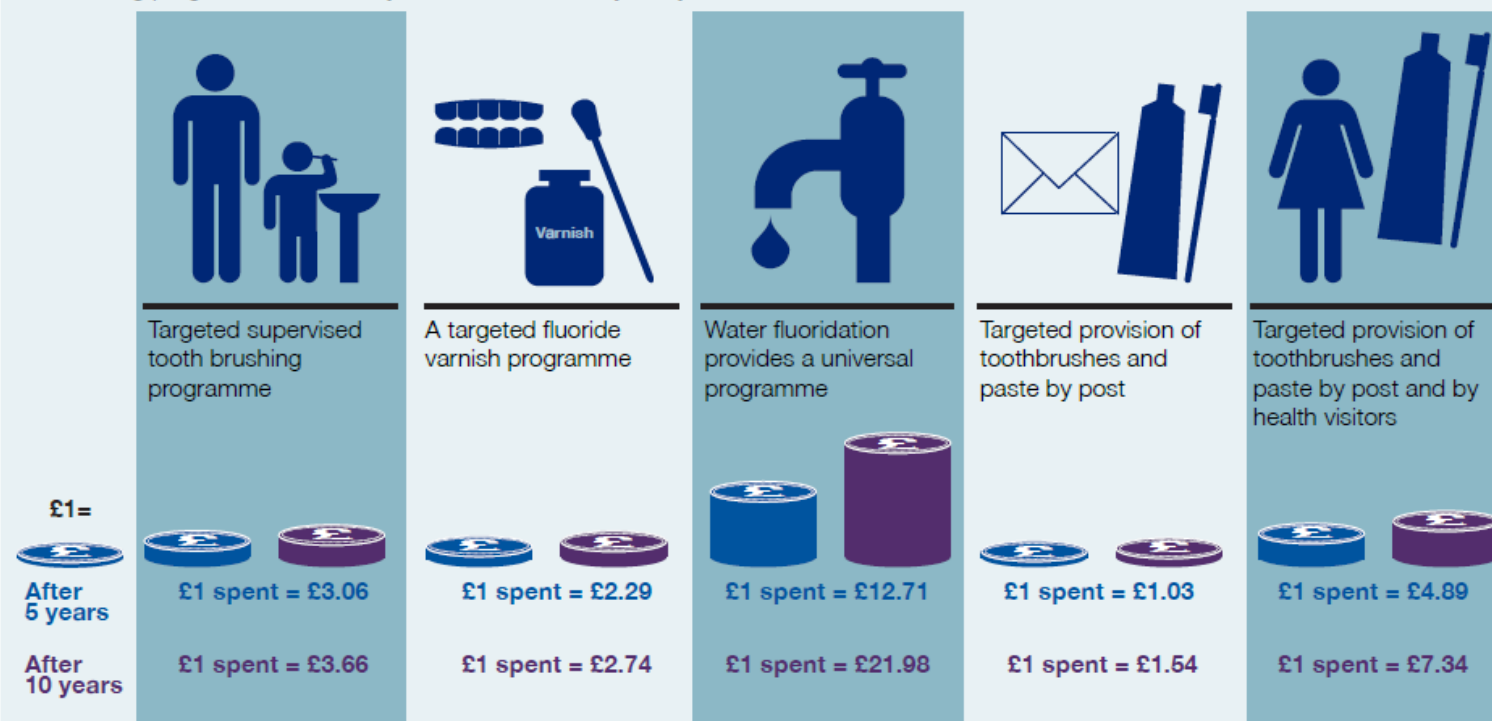 Varnish
Targeted supervised
tooth brushing
programme
A targeted fluoride
varnish programme
Water fluoridation
provides a universal
programme
Targeted provision of
toothbrushes and
paste by post
Targeted provision of
toothbrushes and
paste by post and by
health visitors
£1=
£
£
£
£
£
£
£
£
£
£
£
After
5 years
£1 spent = £3.06
£1 spent = £2.29
£1 spent = £12.71
£1 spent = £1.03
£1 spent = £4.89
After
10 years
£1 spent = £3.66
£1 spent = £2.74
£1 spent = £21.98
£1 spent = £1.54
£1 spent = £7.34